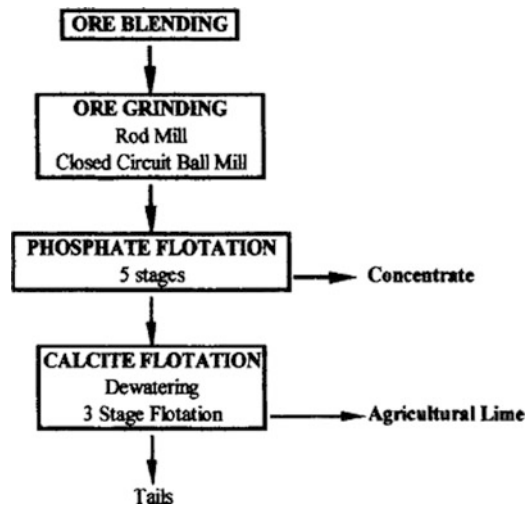 ORE BLENDING
ORE GRINDING
Rod Mill
Closed Circuit Ball Mill
PHOSPHATE FLOTATION
5 stages
Concentrate
CALCITE FLOTATION
Dewatering
3 Stage Flotation
Agricultural Lime
Tails